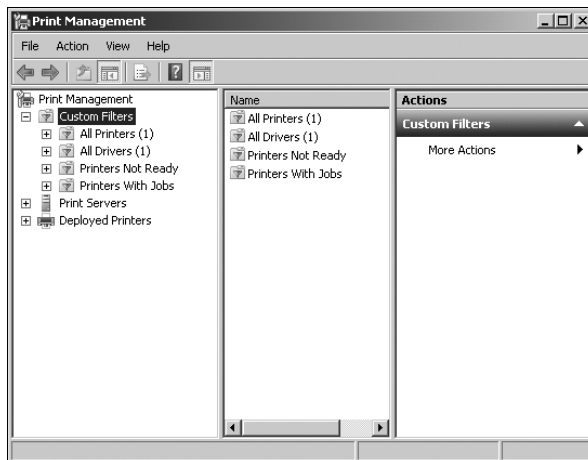 Print Management
File Action View Help
Print Management
Custom Filters
All Printers (1)
All Drivers (1)
Printers Not Ready
Printers With Jobs
Print Servers
Deployed Printers
Name
All Printers (1)
All Drivers (1)
Printers Not Ready
Printers With Jobs
Actions
Custom Filters
More Actions